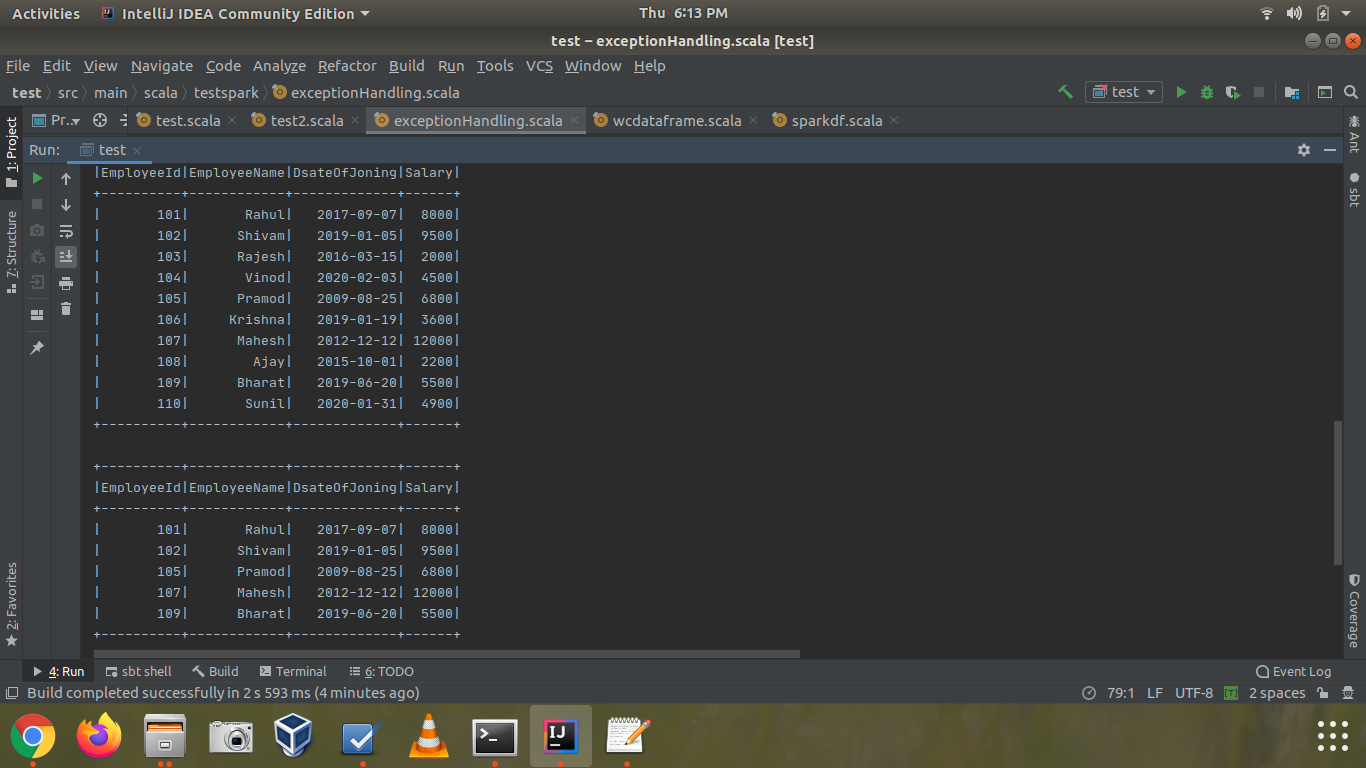 Activities IntelliJ IDEA Community Edition Thu 6:13 PM
test – exceptionHandling.scala [test]
File Edit View Navigate Code Analyze Refactor Build Run Tools VCS Window Help
test src main scala testspark exceptionHandling.scala test
1: Project Pr... test.scala test2.scala exceptionHandling.scala wcdataframe.scala sparkdf.scala Ant
Run: test
|EmployeeId|EmployeeName|DsateOfJoning|Salary|
+----------+------------+-------------+------+
|       101|       Rahul|   2017-09-07|  8000|
|       102|      Shivam|   2019-01-05|  9500|
|       103|      Rajesh|   2016-03-15|  2000|
|       104|       Vinod|   2020-02-03|  4500|
|       105|      Pramod|   2009-08-25|  6800|
|       106|     Krishna|   2019-01-19|  3600|
|       107|      Mahesh|   2012-12-12| 12000|
|       108|        Ajay|   2015-10-01|  2200|
|       109|      Bharat|   2019-06-20|  5500|
|       110|       Sunil|   2020-01-31|  4900|
+----------+------------+-------------+------+
+----------+------------+-------------+------+
|EmployeeId|EmployeeName|DsateOfJoning|Salary|
+----------+------------+-------------+------+
|       101|       Rahul|   2017-09-07|  8000|
|       102|      Shivam|   2019-01-05|  9500|
|       105|      Pramod|   2009-08-25|  6800|
|       107|      Mahesh|   2012-12-12| 12000|
|       109|      Bharat|   2019-06-20|  5500|
+----------+------------+-------------+------+
sbt
7: Structure
2: Favorites
Coverage
4: Run sbt shell Build Terminal 6: TODO Event Log
Build completed successfully in 2 s 593 ms (4 minutes ago) 79:1 LF UTF-8 [T] 2 spaces
IJ